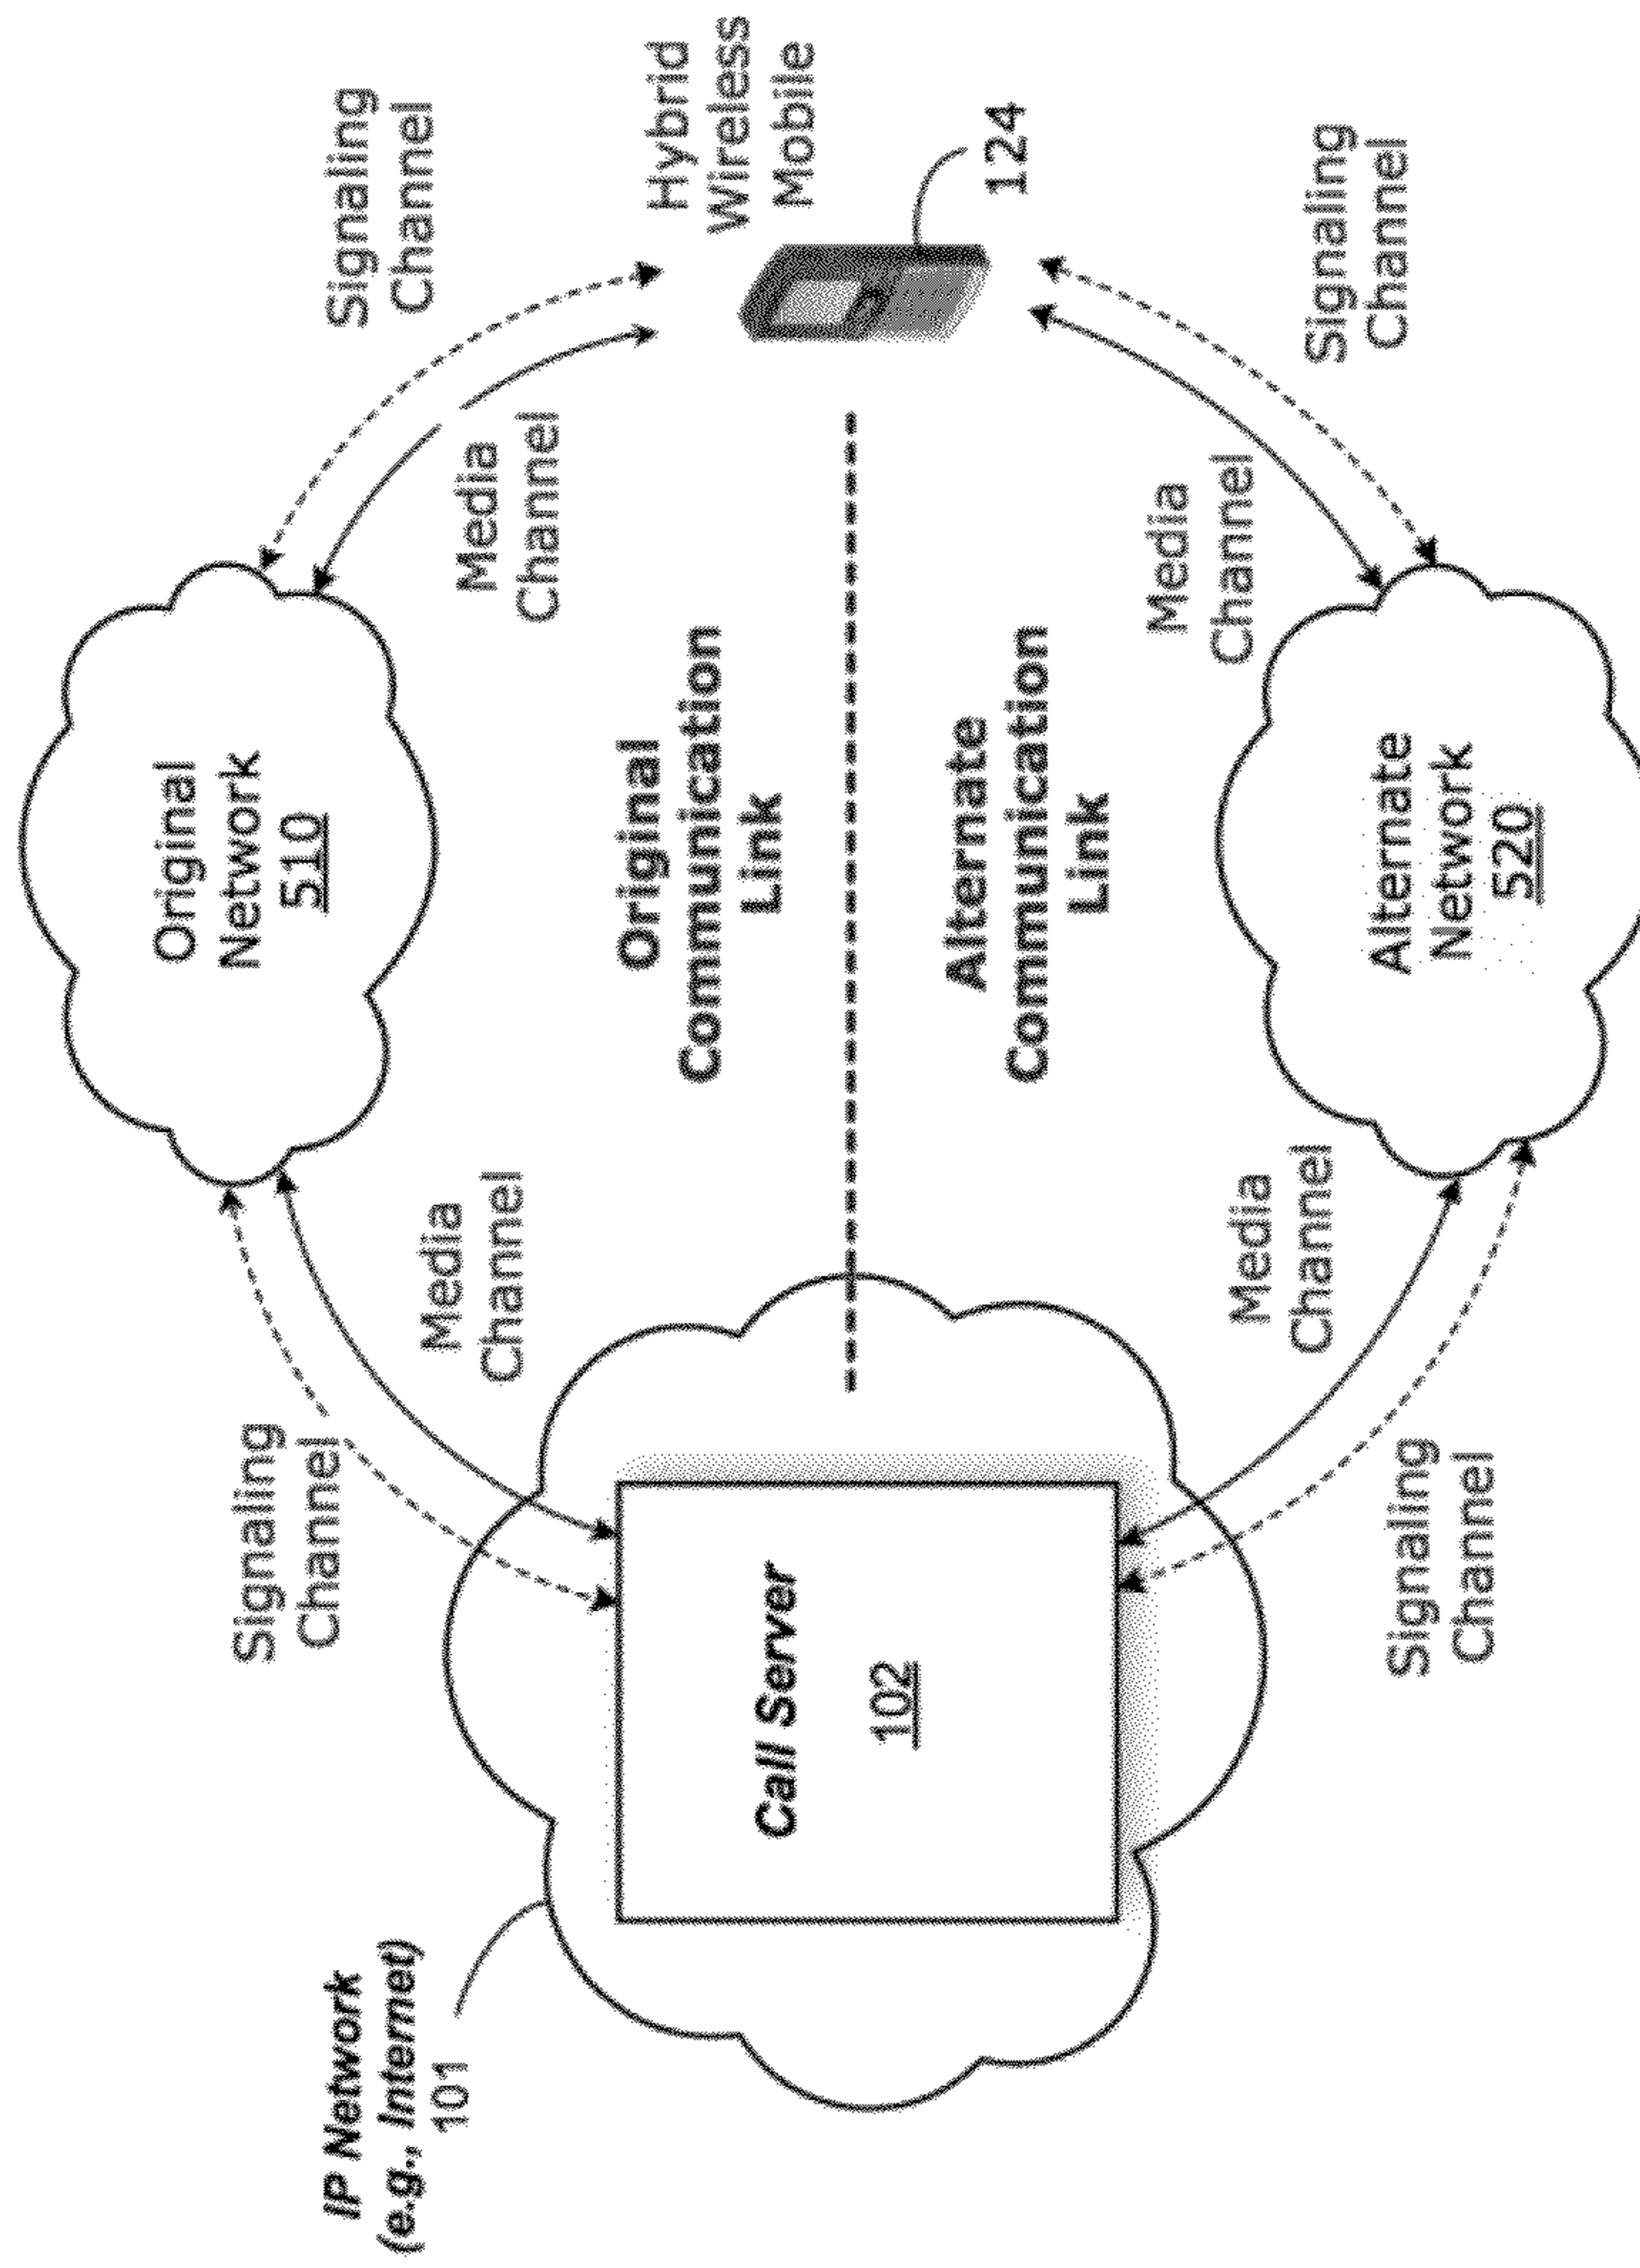 IP Network
(e.g., Internet)
101
Signaling
Channel
Media
Channel
Original
Network
510
Media
Channel
Signaling
Channel
Hybrid
Wireless
Mobile
124
Original
Communication
Link
Call Server
102
Alternate
Communication
Link
Media
Channel
Signaling
Channel
Alternate
Network
520
Media
Channel
Signaling
Channel